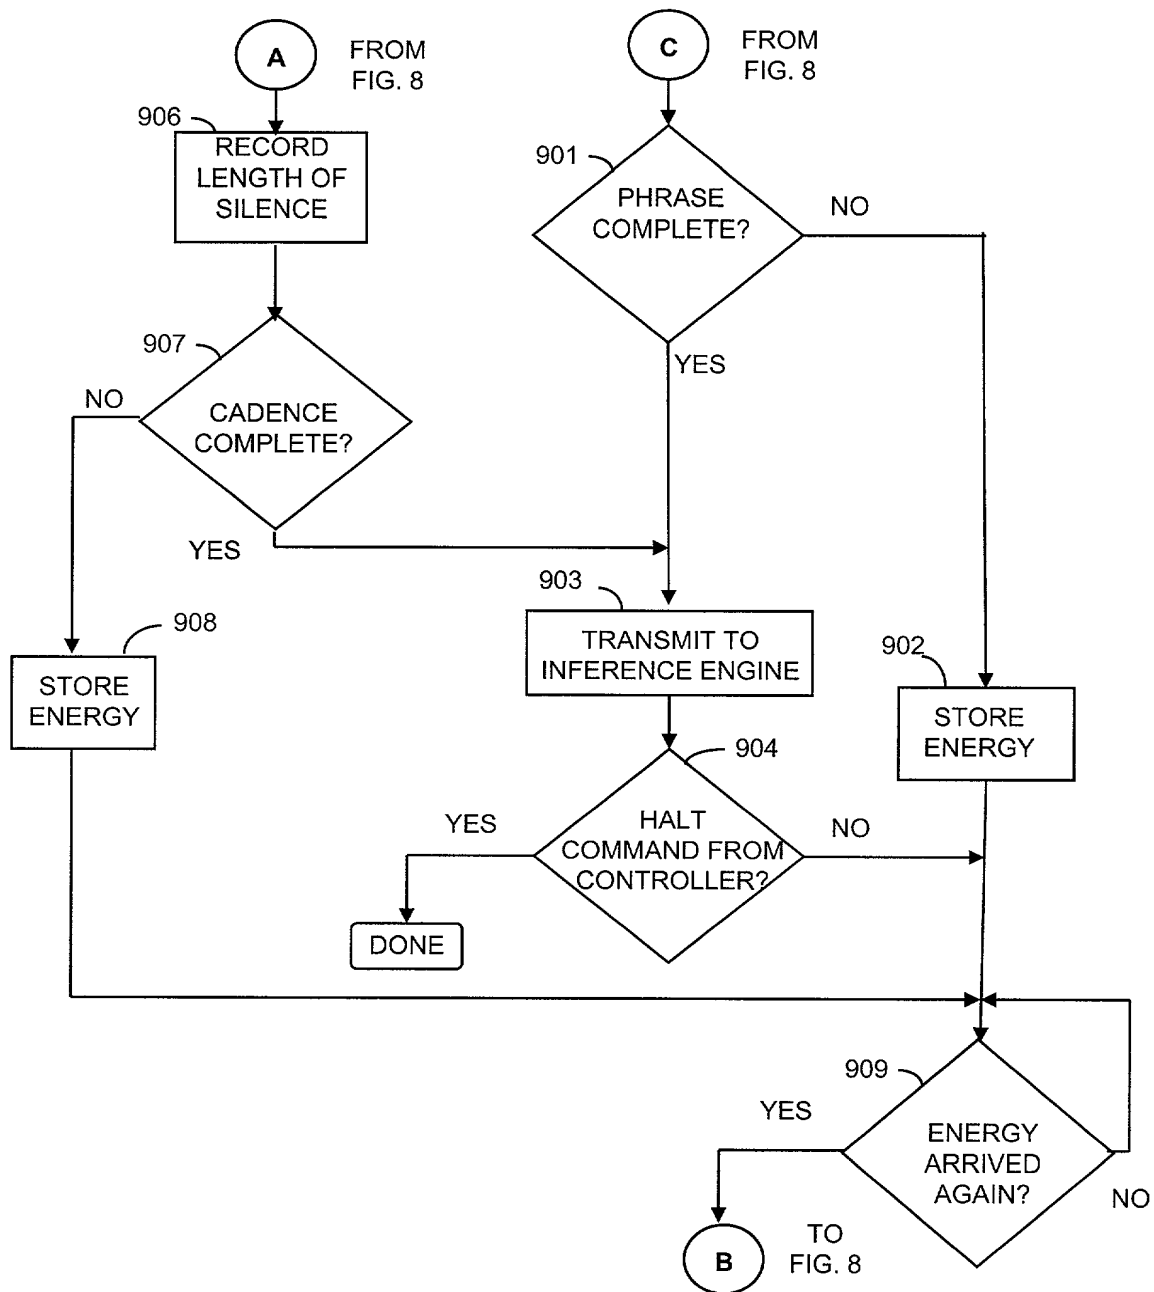 A
FROM
FIG. 8
C
FROM
FIG. 8
906
RECORD
LENGTH OF
SILENCE
901
PHRASE
COMPLETE?
NO
YES
907
NO
CADENCE
COMPLETE?
YES
903
TRANSMIT TO
INFERENCE ENGINE
908
STORE
ENERGY
902
STORE
ENERGY
904
YES
HALT
COMMAND FROM
CONTROLLER?
NO
DONE
909
YES
ENERGY
ARRIVED
AGAIN?
NO
B
TO
FIG. 8